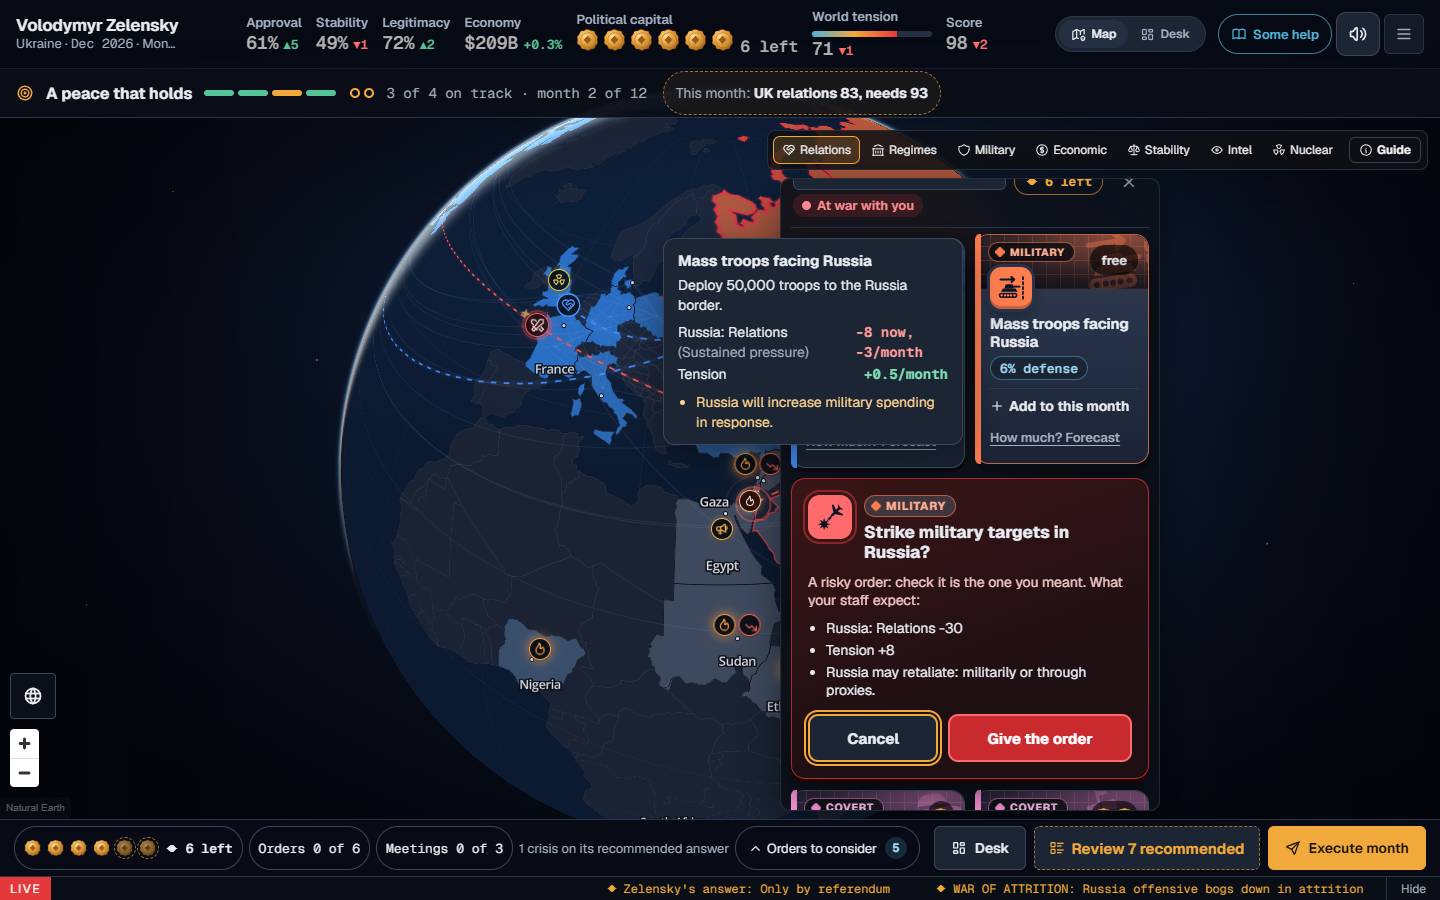 Volodymyr Zelensky
Ukraine · Dec 2026 · Mon...
Approval
61% ▲5
Stability
49% ▼1
Legitimacy
72% ▲2
Economy
$209B +0.3%
Political capital
6 left
World tension
71 ▼1
Score
98 ▼2
Map
Desk
Some help
A peace that holds
3 of 4 on track · month 2 of 12
This month: UK relations 83, needs 93
Relations
Regimes
Military
Economic
Stability
Intel
Nuclear
Guide
6 left
At war with you
Mass troops facing Russia
Deploy 50,000 troops to the Russia
border.
Russia: Relations -8 now,
(Sustained pressure) -3/month
Tension +0.5/month
• Russia will increase military spending
in response.
How much? Forecast
MILITARY
free
Mass troops facing
Russia
6% defense
+ Add to this month
How much? Forecast
MILITARY
Strike military targets in
Russia?
A risky order: check it is the one you meant. What
your staff expect:
• Russia: Relations -30
• Tension +8
• Russia may retaliate: militarily or through
proxies.
Cancel
Give the order
COVERT
COVERT
France
Gaza
Egypt
Sudan
Nigeria
Natural Earth
6 left
Orders 0 of 6
Meetings 0 of 3
1 crisis on its recommended answer
Orders to consider 5
Desk
Review 7 recommended
Execute month
LIVE
Zelensky's answer: Only by referendum
WAR OF ATTRITION: Russia offensive bogs down in attrition
Hide